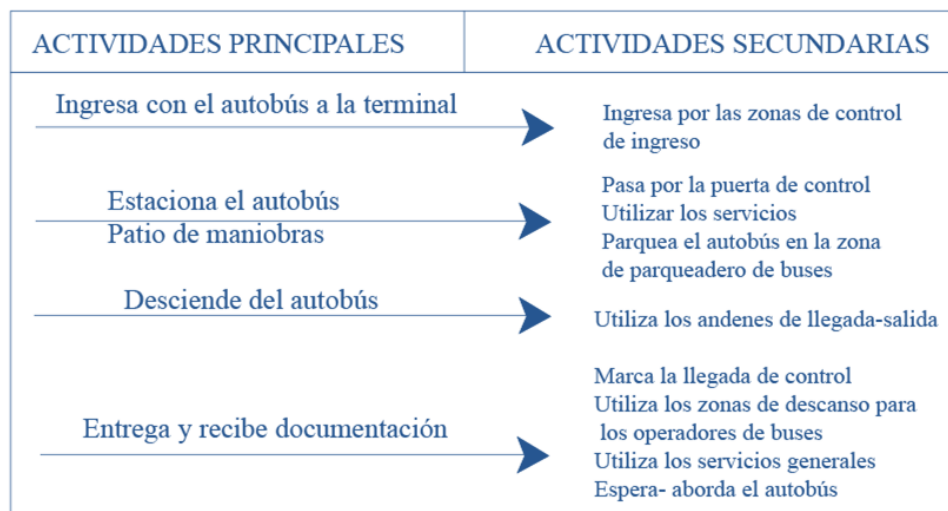 ACTIVIDADES PRINCIPALES
ACTIVIDADES SECUNDARIAS
Ingresa con el autobús a la terminal
Ingresa por las zonas de control
de ingreso
Estaciona el autobús
Patio de maniobras
Pasa por la puerta de control
Utilizar los servicios
Parquea el autobús en la zona
de parqueadero de buses
Desciende del autobús
Utiliza los andenes de llegada-salida
Entrega y recibe documentación
Marca la llegada de control
Utiliza los zonas de descanso para
los operadores de buses
Utiliza los servicios generales
Espera- aborda el autobús